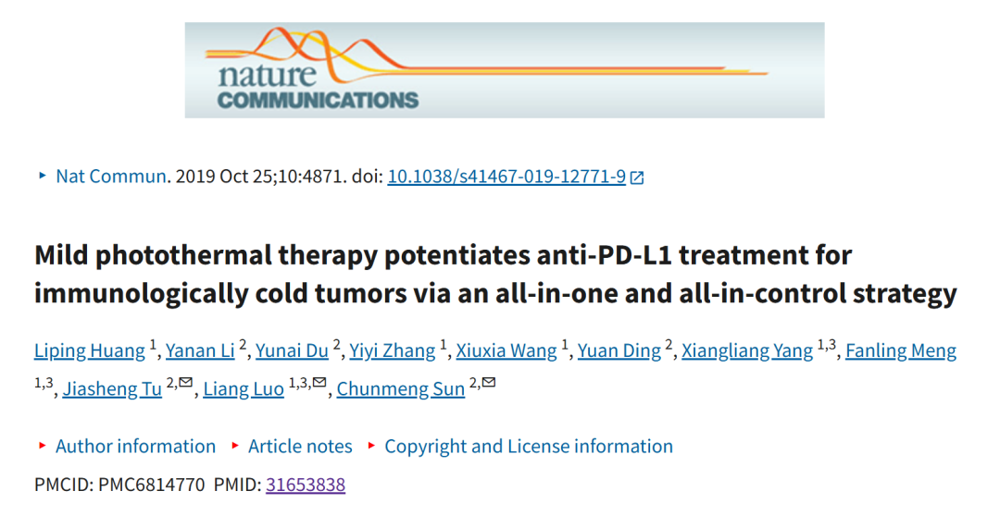 nature
COMMUNICATIONS
Nat Commun. 2019 Oct 25;10:4871. doi: 10.1038/s41467-019-12771-9
Mild photothermal therapy potentiates anti-PD-L1 treatment for
immunologically cold tumors via an all-in-one and all-in-control strategy
Liping Huang 1, Yanan Li 2, Yunai Du 2, Yiyi Zhang 1, Xiuxia Wang 1, Yuan Ding 2, Xiangliang Yang 1,3, Fanling Meng
1,3, Jiasheng Tu 2,✉, Liang Luo 1,3,✉, Chunmeng Sun 2,✉
Author information Article notes Copyright and License information
PMCID: PMC6814770 PMID: 31653838